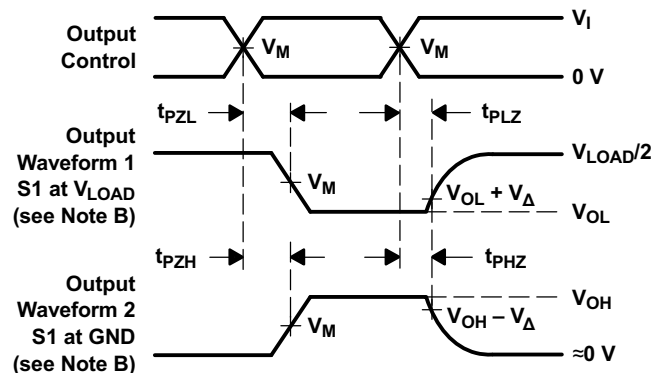 Output
Control
V_M
V_M
V_I
0 V
t_PZL
t_PLZ
Output
Waveform 1
S1 at V_LOAD
(see Note B)
V_M
V_LOAD/2
V_OL + V_Δ
V_OL
t_PZH
t_PHZ
Output
Waveform 2
S1 at GND
(see Note B)
V_M
V_OH
V_OH – V_Δ
≈0 V